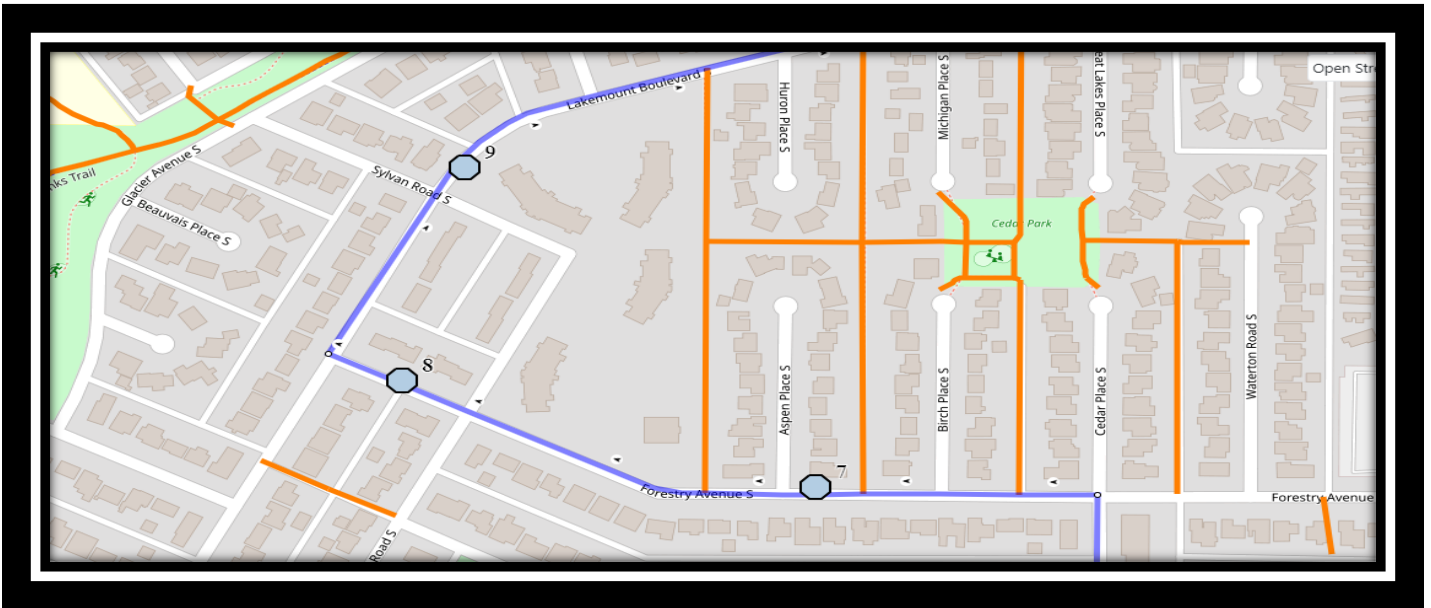 Open Str
Lakemount Boulevard
Huron Place S
Michigan Place S
eat Lakes Place S
9
nks Trail
Glacier Avenue S
Sylvan Road S
Beauvais Place S
Cedar Park
8
Aspen Place S
Birch Place S
Cedar Place S
Waterton Road S
7
Forestry Avenue S
Forestry Avenue
Road S